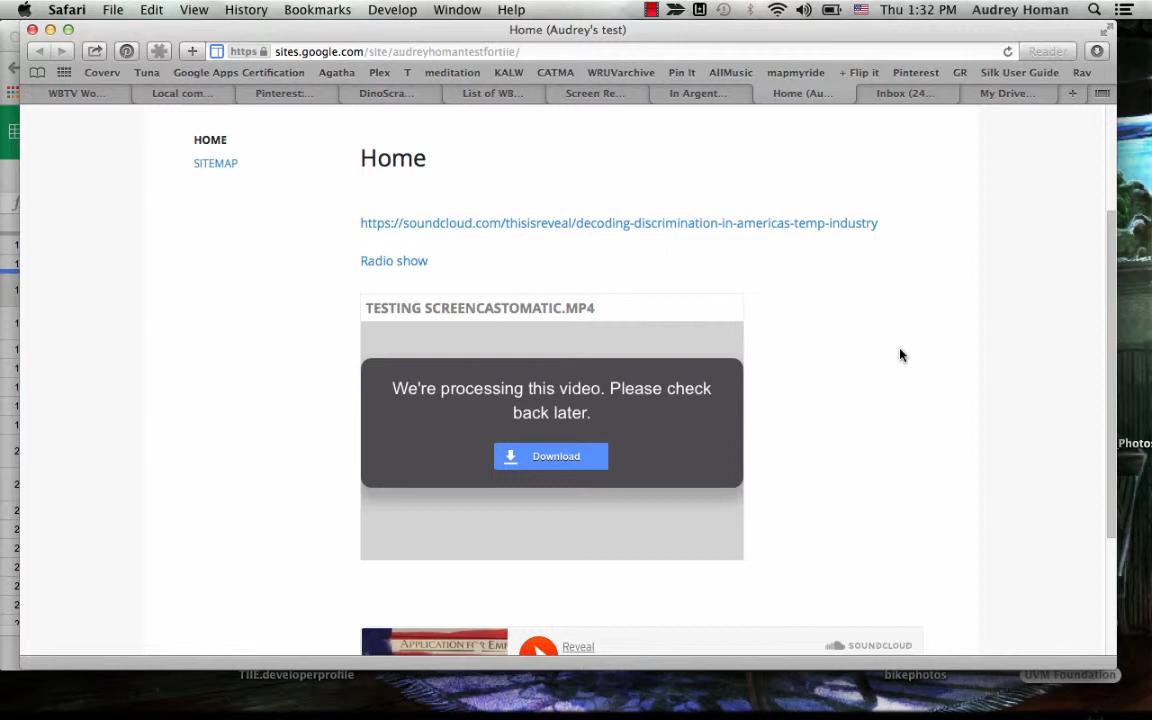 Safari File Edit View History Bookmarks Develop Window Help Thu 1:32 PM Audrey Homan
Home (Audrey's test)
https sites.google.com/site/audreyhomantestfortiie/ Reader
Coverv Tuna Google Apps Certification Agatha Plex T meditation KALW CATMA WRUVarchive Pin It AllMusic mapmyride + Flip it Pinterest GR Silk User Guide Rav
WBTV Wo... Local com... Pinterest:... DinoScra... List of WB... Screen Re... In Argent... Home (Au... Inbox (24... My Drive...
HOME
SITEMAP
Home
https://soundcloud.com/thisisreveal/decoding-discrimination-in-americas-temp-industry
Radio show
TESTING SCREENCASTOMATIC.MP4
We're processing this video. Please check
back later.
Download
Photos
APPLICATION FOR EMP
Reveal
SOUNDCLOUD
TIIE.developerprofile
bikephotos
UVM Foundation